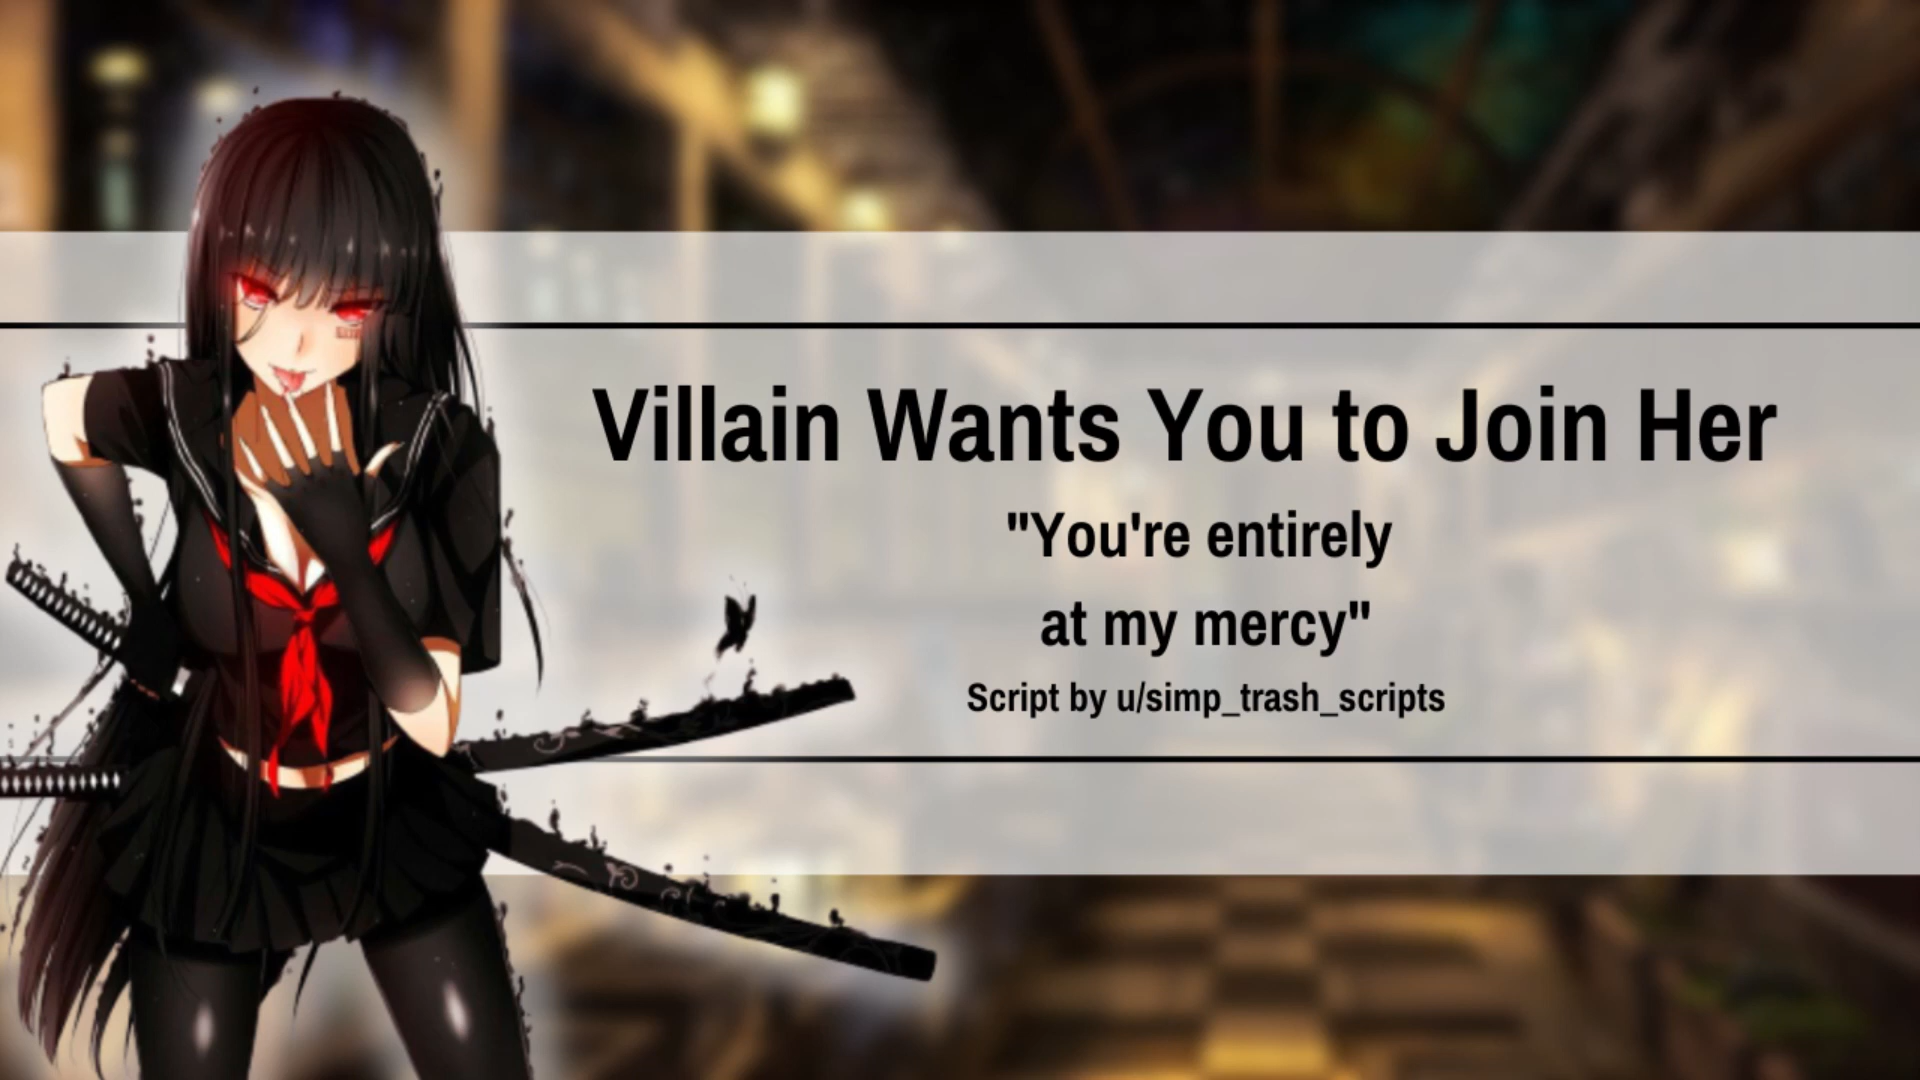 Villain Wants You to Join Her
"You're entirely
at my mercy"
Script by u/simp_trash_scripts